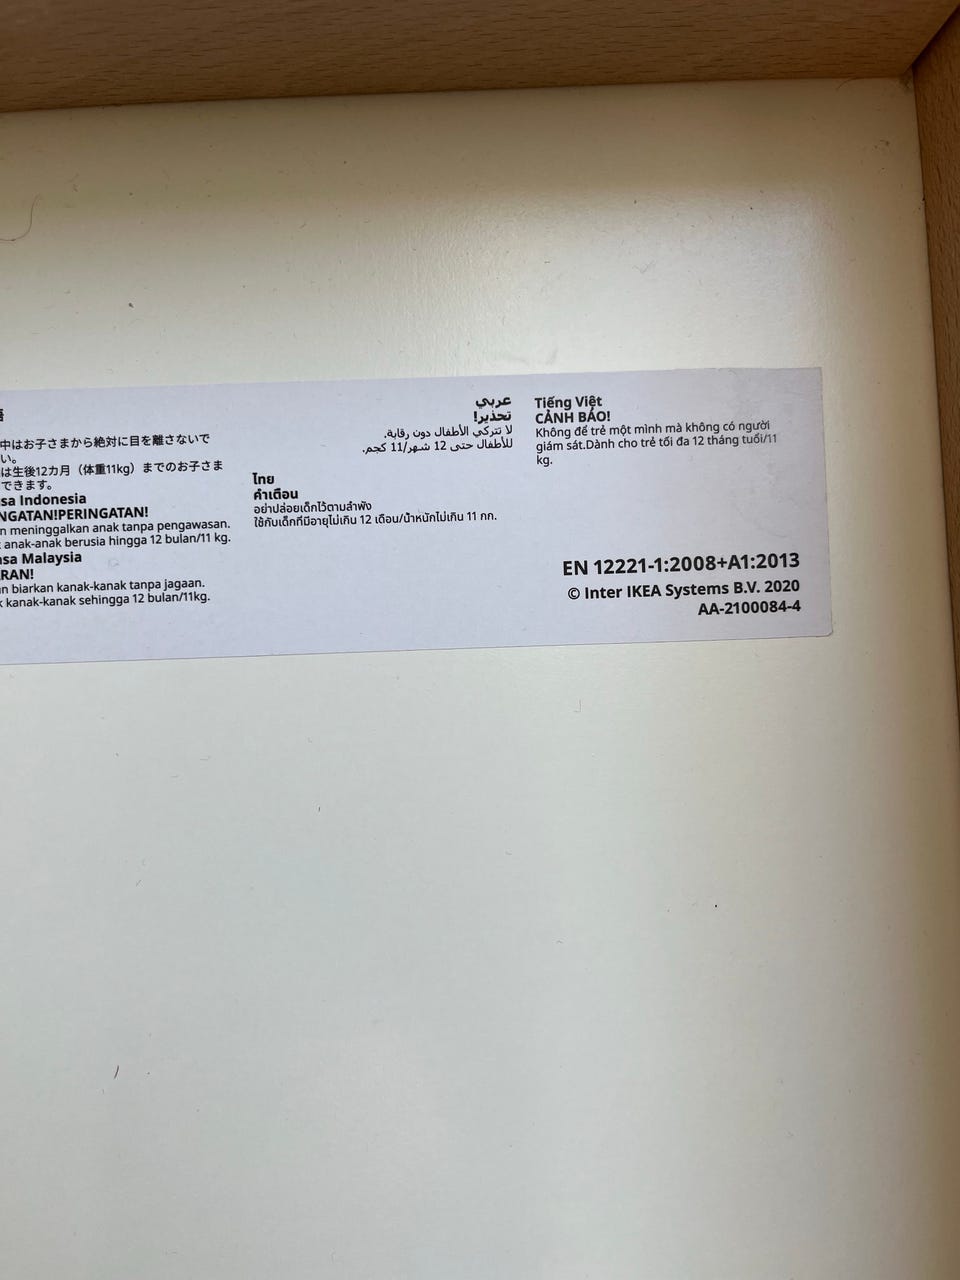 語
中はお子さまから絶対に目を離さないで
い。
は生後12カ月（体重11kg）までのお子さま
できます。
sa Indonesia
NGATAN!PERINGATAN!
n meninggalkan anak tanpa pengawasan.
k anak-anak berusia hingga 12 bulan/11 kg.
asa Malaysia
RAN!
n biarkan kanak-kanak tanpa jagaan.
k kanak-kanak sehingga 12 bulan/11kg.
ไทย
คำเตือน
อย่าปล่อยเด็กไว้ตามลำพัง
ใช้กับเด็กที่มีอายุไม่เกิน 12 เดือน/น้ำหนักไม่เกิน 11 กก.
عربي
تحذير!
لا تتركي الأطفال دون رقابة.
للأطفال حتى 12 شهر/11 كجم.
Tiếng Việt
CẢNH BÁO!
Không để trẻ một mình mà không có người
giám sát.Dành cho trẻ tối đa 12 tháng tuổi/11
kg.
EN 12221-1:2008+A1:2013
© Inter IKEA Systems B.V. 2020
AA-2100084-4